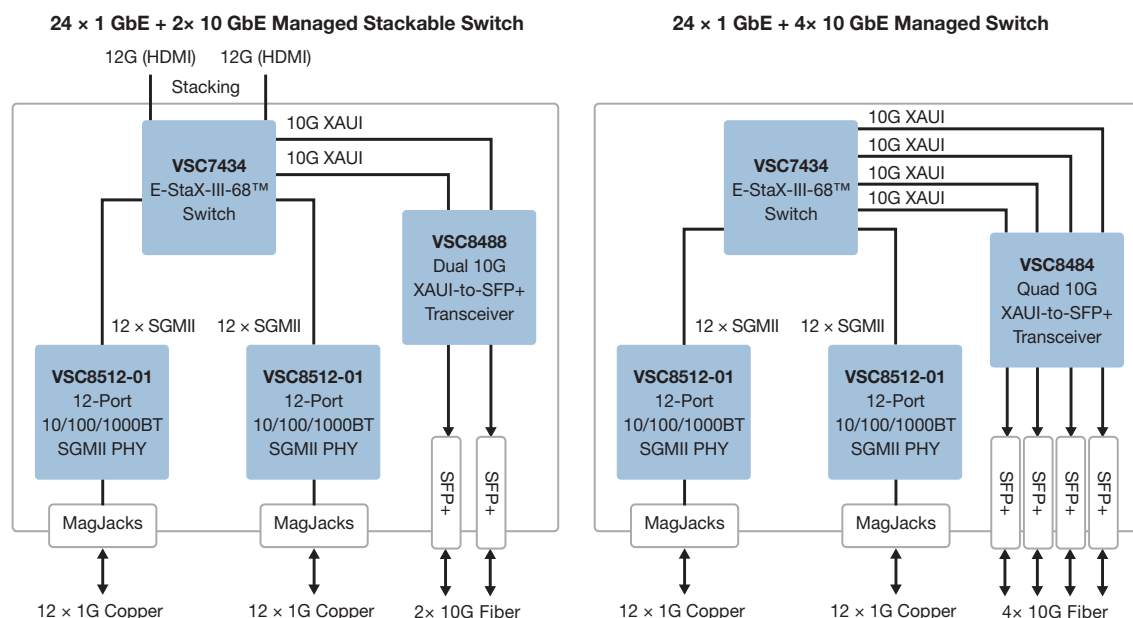 24 × 1 GbE + 2× 10 GbE Managed Stackable Switch
12G (HDMI)
12G (HDMI)
Stacking
10G XAUI
10G XAUI
VSC7434
E-StaX-III-68™
Switch
VSC8488
Dual 10G
XAUI-to-SFP+
Transceiver
12 × SGMII
12 × SGMII
VSC8512-01
12-Port
10/100/1000BT
SGMII PHY
VSC8512-01
12-Port
10/100/1000BT
SGMII PHY
SFP+
SFP+
MagJacks
MagJacks
12 × 1G Copper
12 × 1G Copper
2× 10G Fiber
24 × 1 GbE + 4× 10 GbE Managed Switch
10G XAUI
10G XAUI
10G XAUI
10G XAUI
VSC7434
E-StaX-III-68™
Switch
VSC8484
Quad 10G
XAUI-to-SFP+
Transceiver
12 × SGMII
12 × SGMII
VSC8512-01
12-Port
10/100/1000BT
SGMII PHY
VSC8512-01
12-Port
10/100/1000BT
SGMII PHY
SFP+
SFP+
SFP+
SFP+
MagJacks
MagJacks
12 × 1G Copper
12 × 1G Copper
4× 10G Fiber